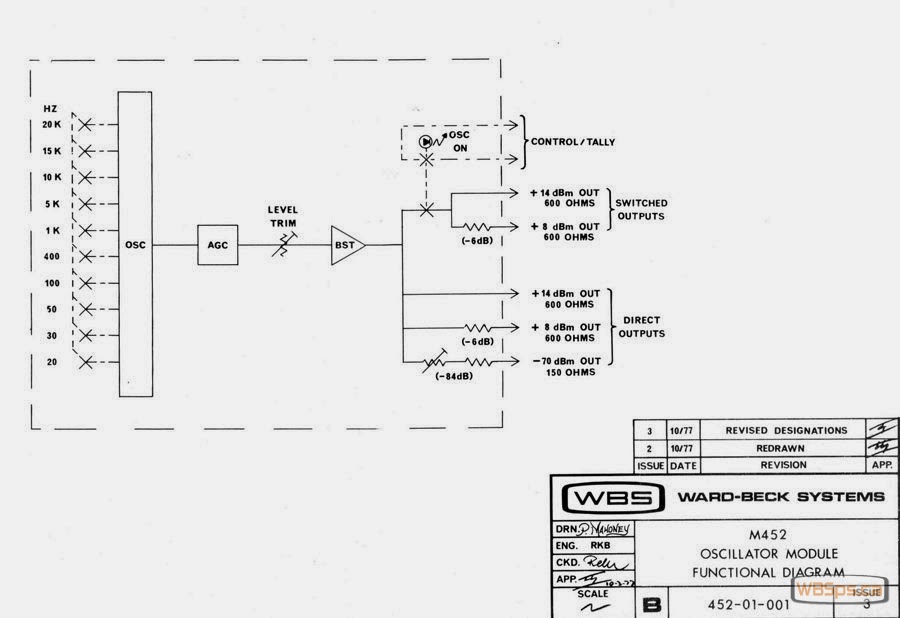 HZ
20 K
15 K
10 K
5 K
1 K
400
100
50
30
20
OSC
AGC
LEVEL
TRIM
BST
OSC
ON
CONTROL/TALLY
+14 dBm OUT
600 OHMS
+ 8 dBm OUT
600 OHMS
(-6dB)
SWITCHED
OUTPUTS
+14 dBm OUT
600 OHMS
+ 8 dBm OUT
600 OHMS
(-6dB)
-70 dBm OUT
150 OHMS
(-84dB)
DIRECT
OUTPUTS
3 10/77 REVISED DESIGNATIONS
2 10/77 REDRAWN
ISSUE DATE REVISION APP.
WBS WARD-BECK SYSTEMS
DRN. P. MAHONEY
ENG. RKB
CKD.
APP.
SCALE
M452
OSCILLATOR MODULE
FUNCTIONAL DIAGRAM
B 452-01-001
ISSUE
3